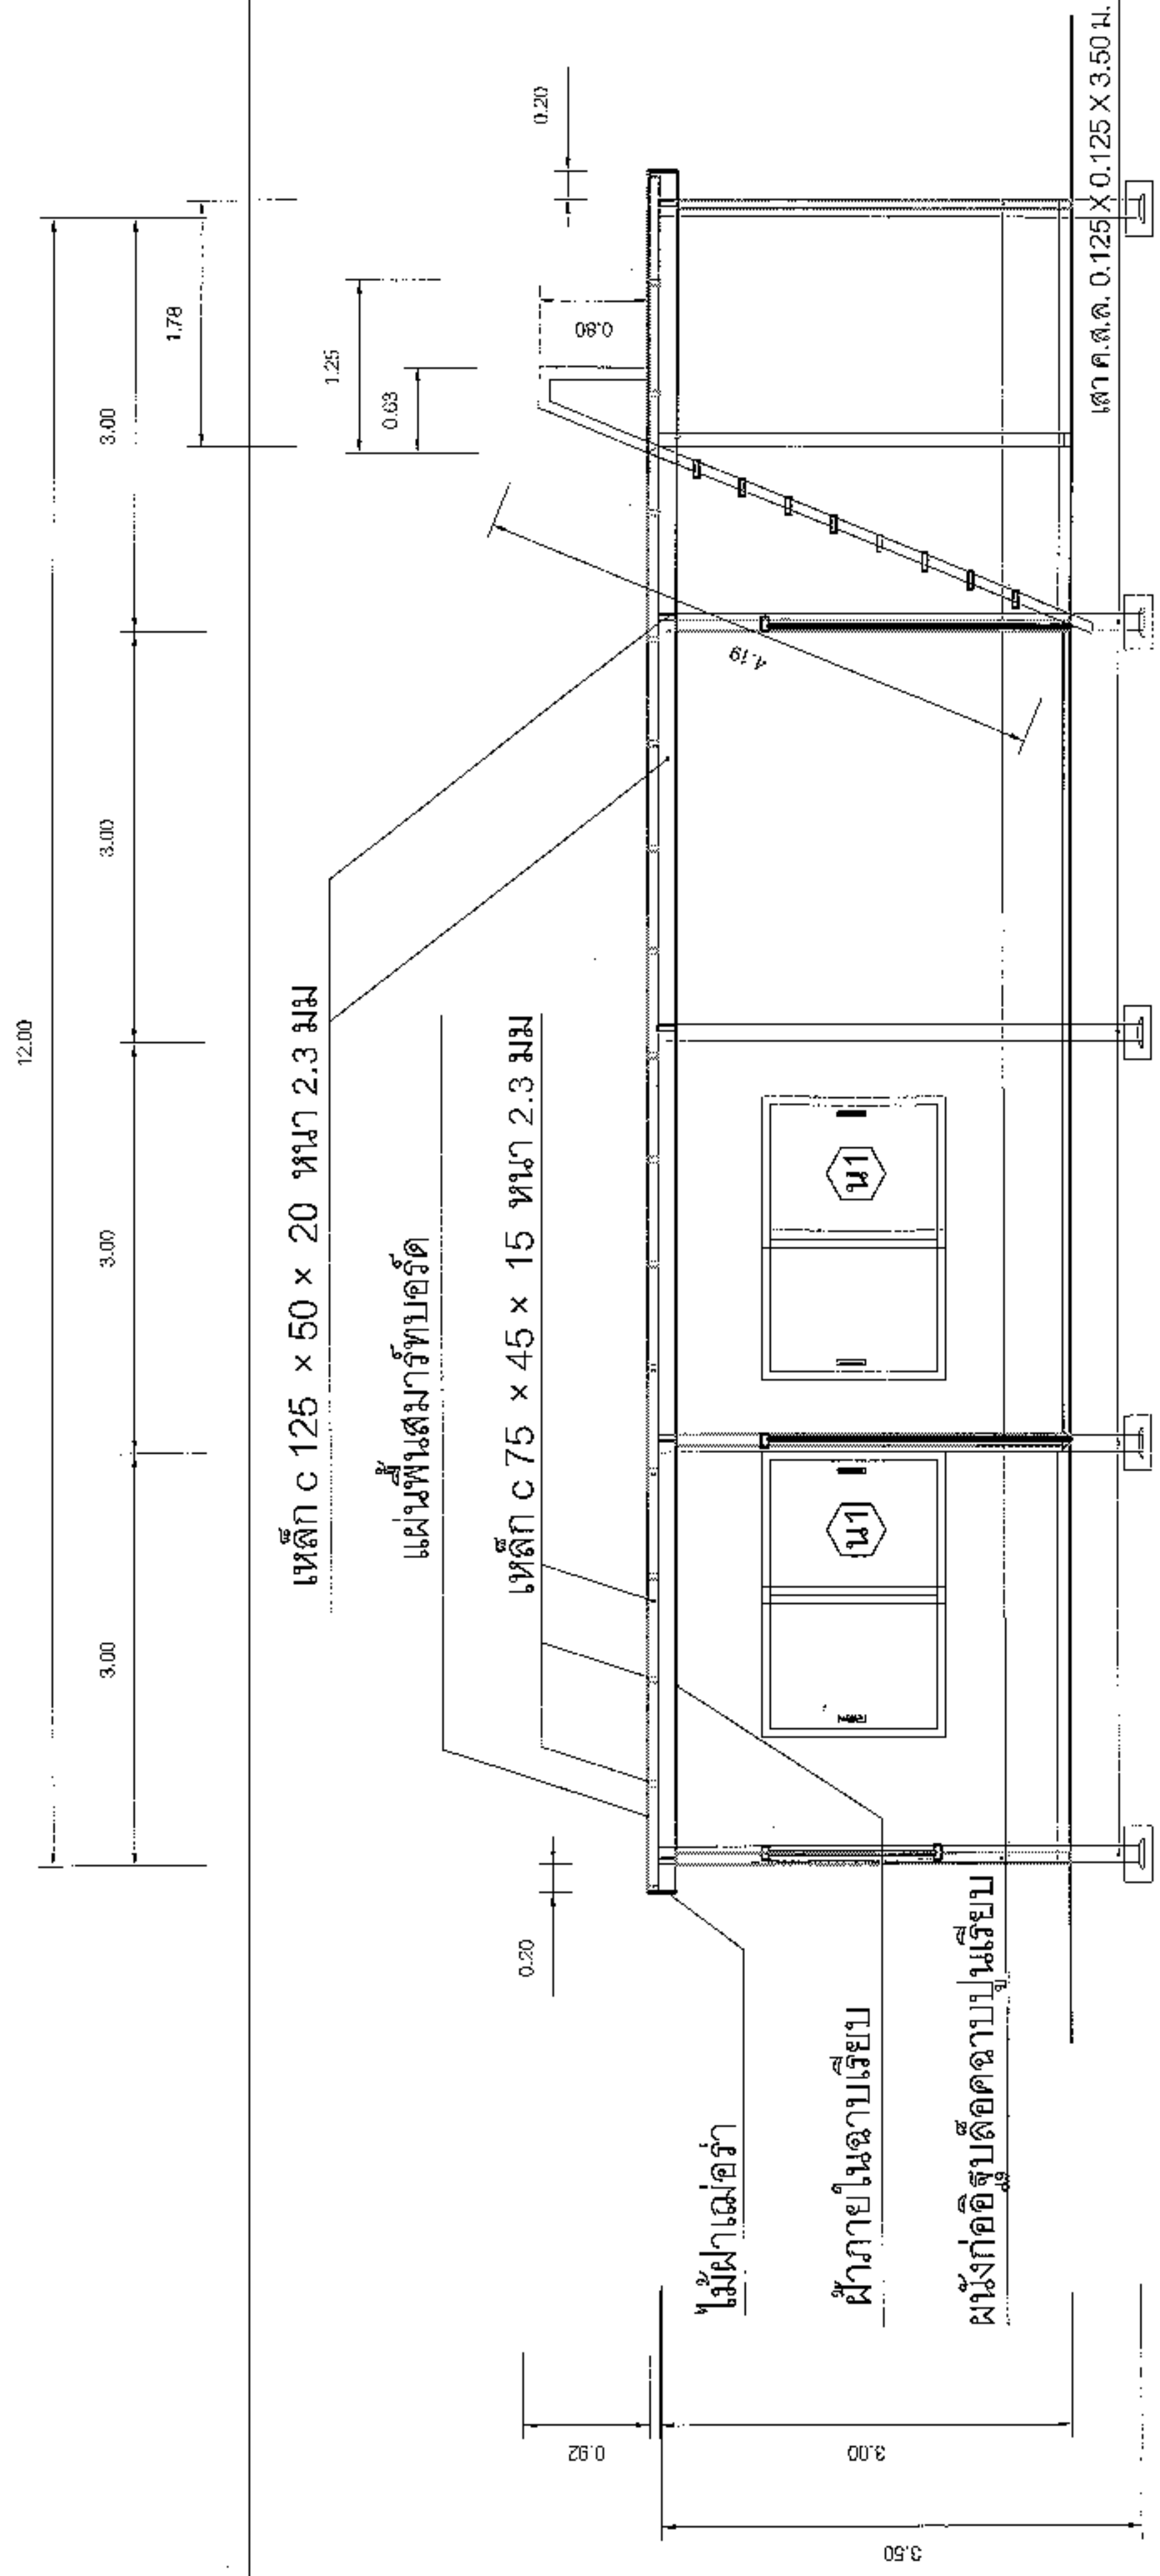 12.00
3.00
3.00
3.00
3.00
1.78
1.25
0.63
0.80
0.20
เหล็ก C 125 × 50 × 20 หนา 2.3 มม
แผ่นพื้นสมาร์ทบอร์ด
เหล็ก C 75 × 45 × 15 หนา 2.3 มม
4.19
0.20
น1
น1
ไม้ฝาเฌอร่า
ฝ้าภายในฉาบเรียบ
ผนังก่ออิฐบล็อคฉาบปูนเรียบ
เสา ค.ส.ล. 0.125 X 0.125 X 3.50 ม.
0.92
3.00
3.50